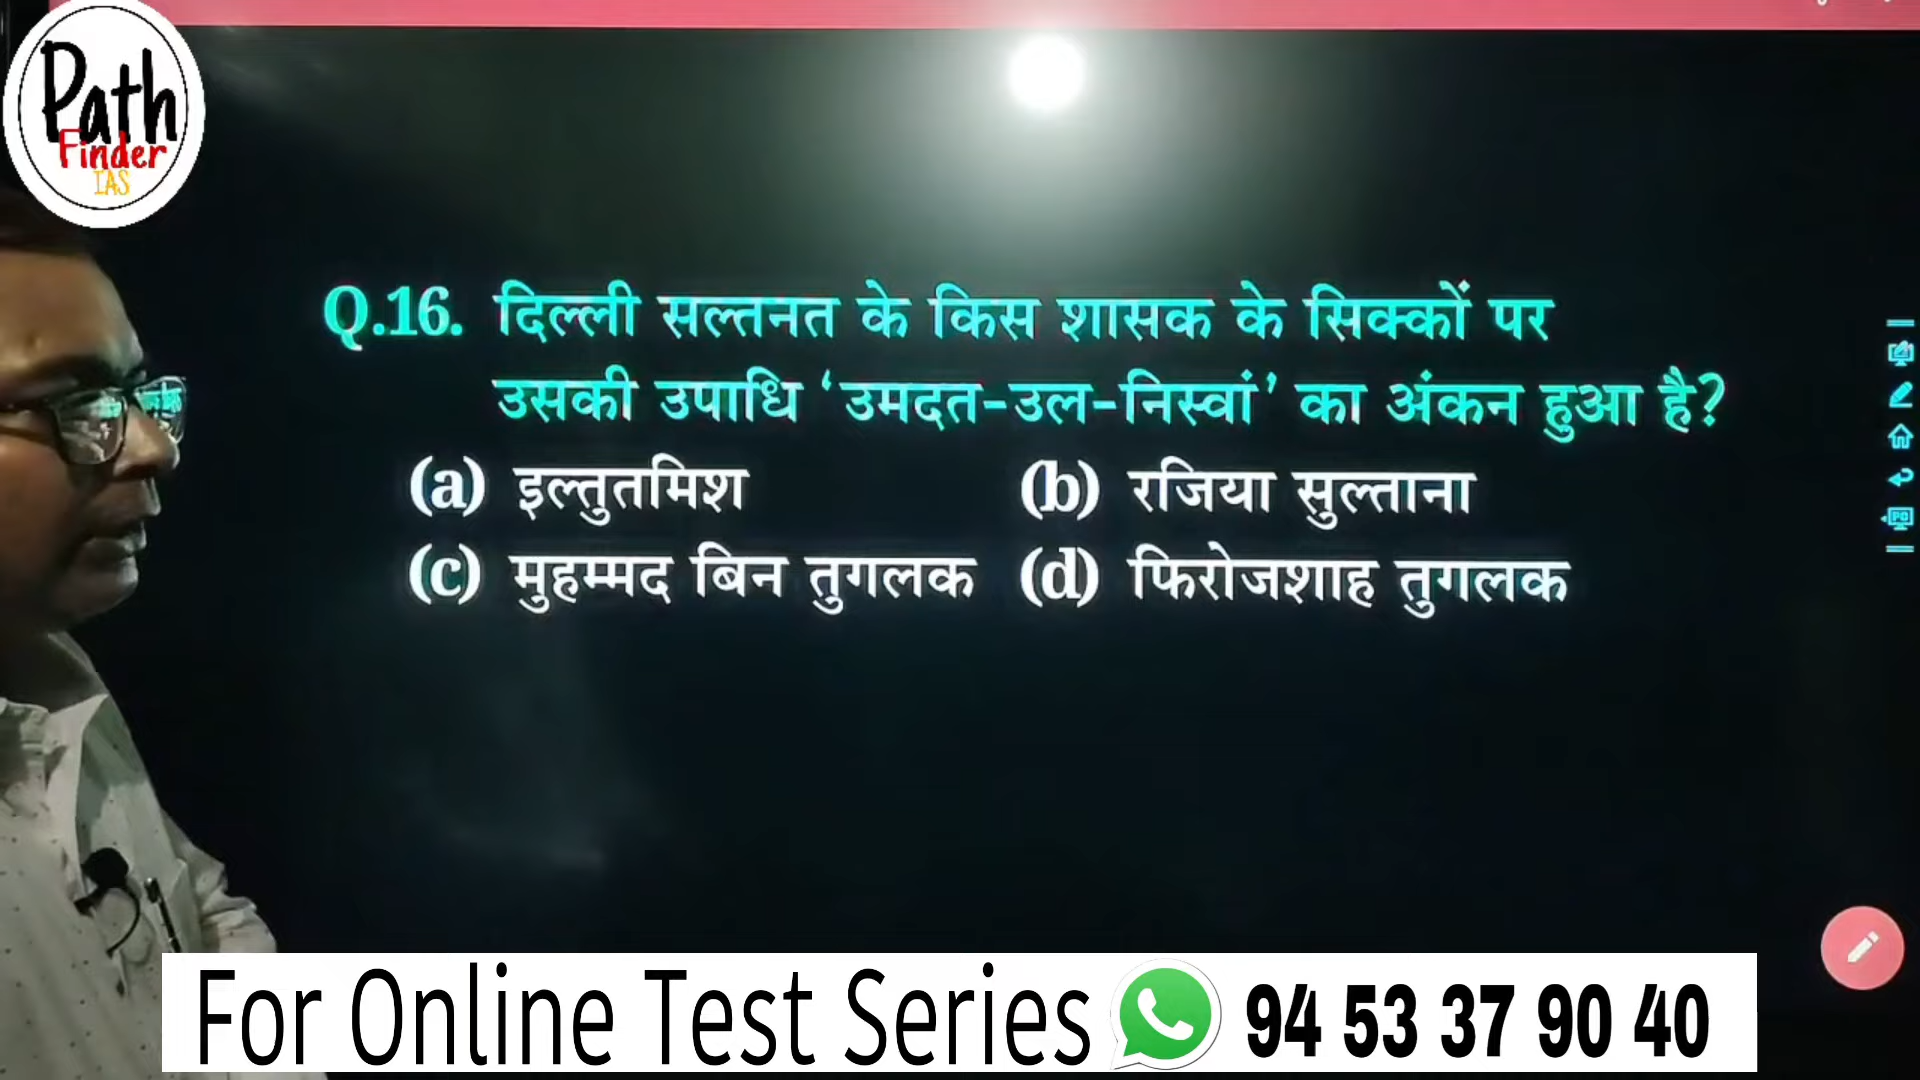 Path
Finder
IAS
Q.16. दिल्ली सल्तनत के किस शासक के सिक्कों पर
उसकी उपाधि ‘उमदत-उल-निस्वां’ का अंकन हुआ है?
(a) इल्तुतमिश (b) रजिया सुल्ताना
(c) मुहम्मद बिन तुगलक (d) फिरोजशाह तुगलक
For Online Test Series 94 53 37 90 40